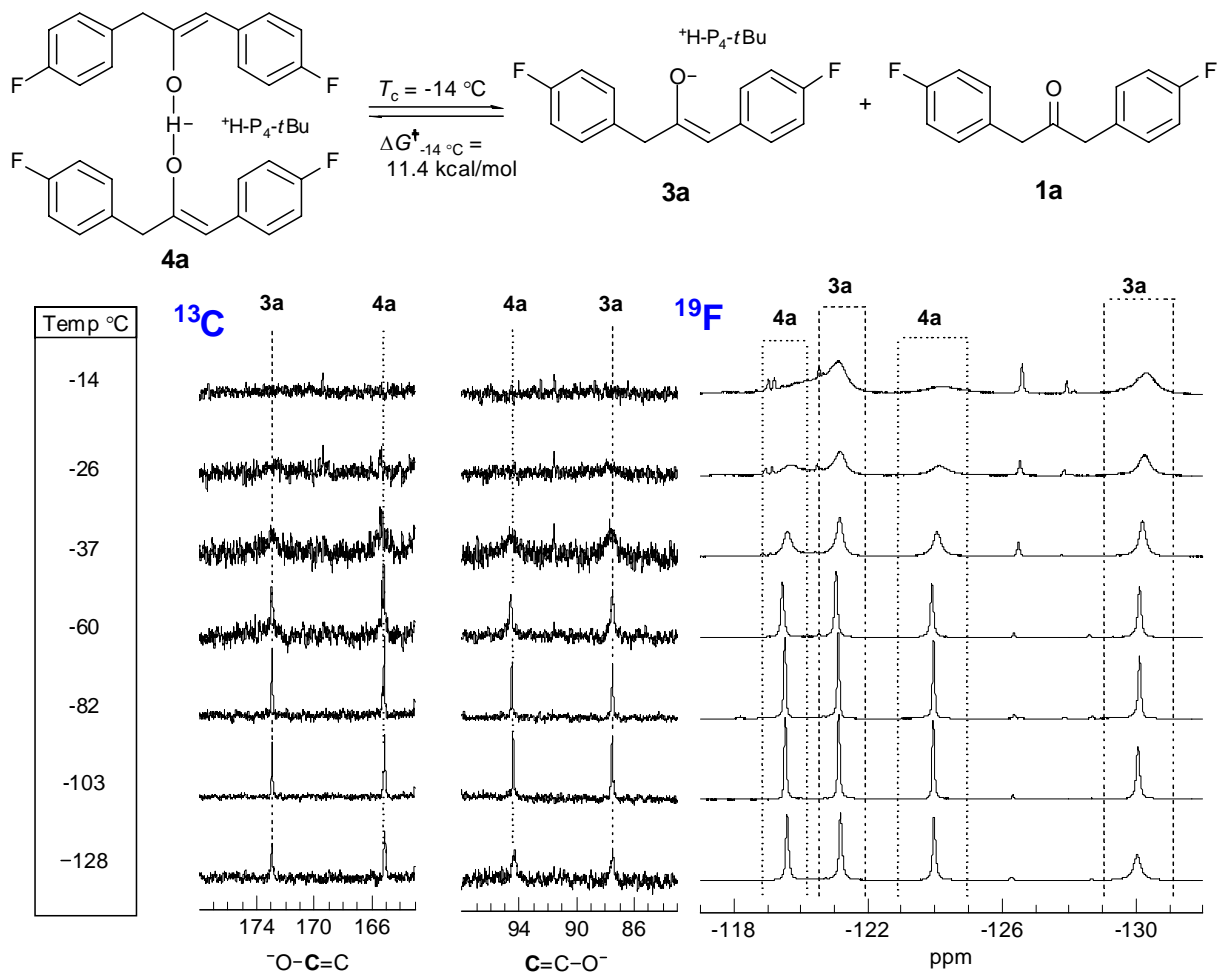 F
F
O
H–
⁺H-P₄-tBu
O
F
F
4a
T_c = -14 °C
ΔG^‡_-14 °C =
11.4 kcal/mol
⁺H-P₄-tBu
F
O–
F
3a
+
F
O
F
1a
Temp °C
-14
-26
-37
-60
-82
-103
−128
¹³C
3a
4a
4a
3a
174
170
166
⁻O–C=C
94
90
86
C=C–O⁻
¹⁹F
4a
3a
4a
3a
-118
-122
-126
-130
ppm